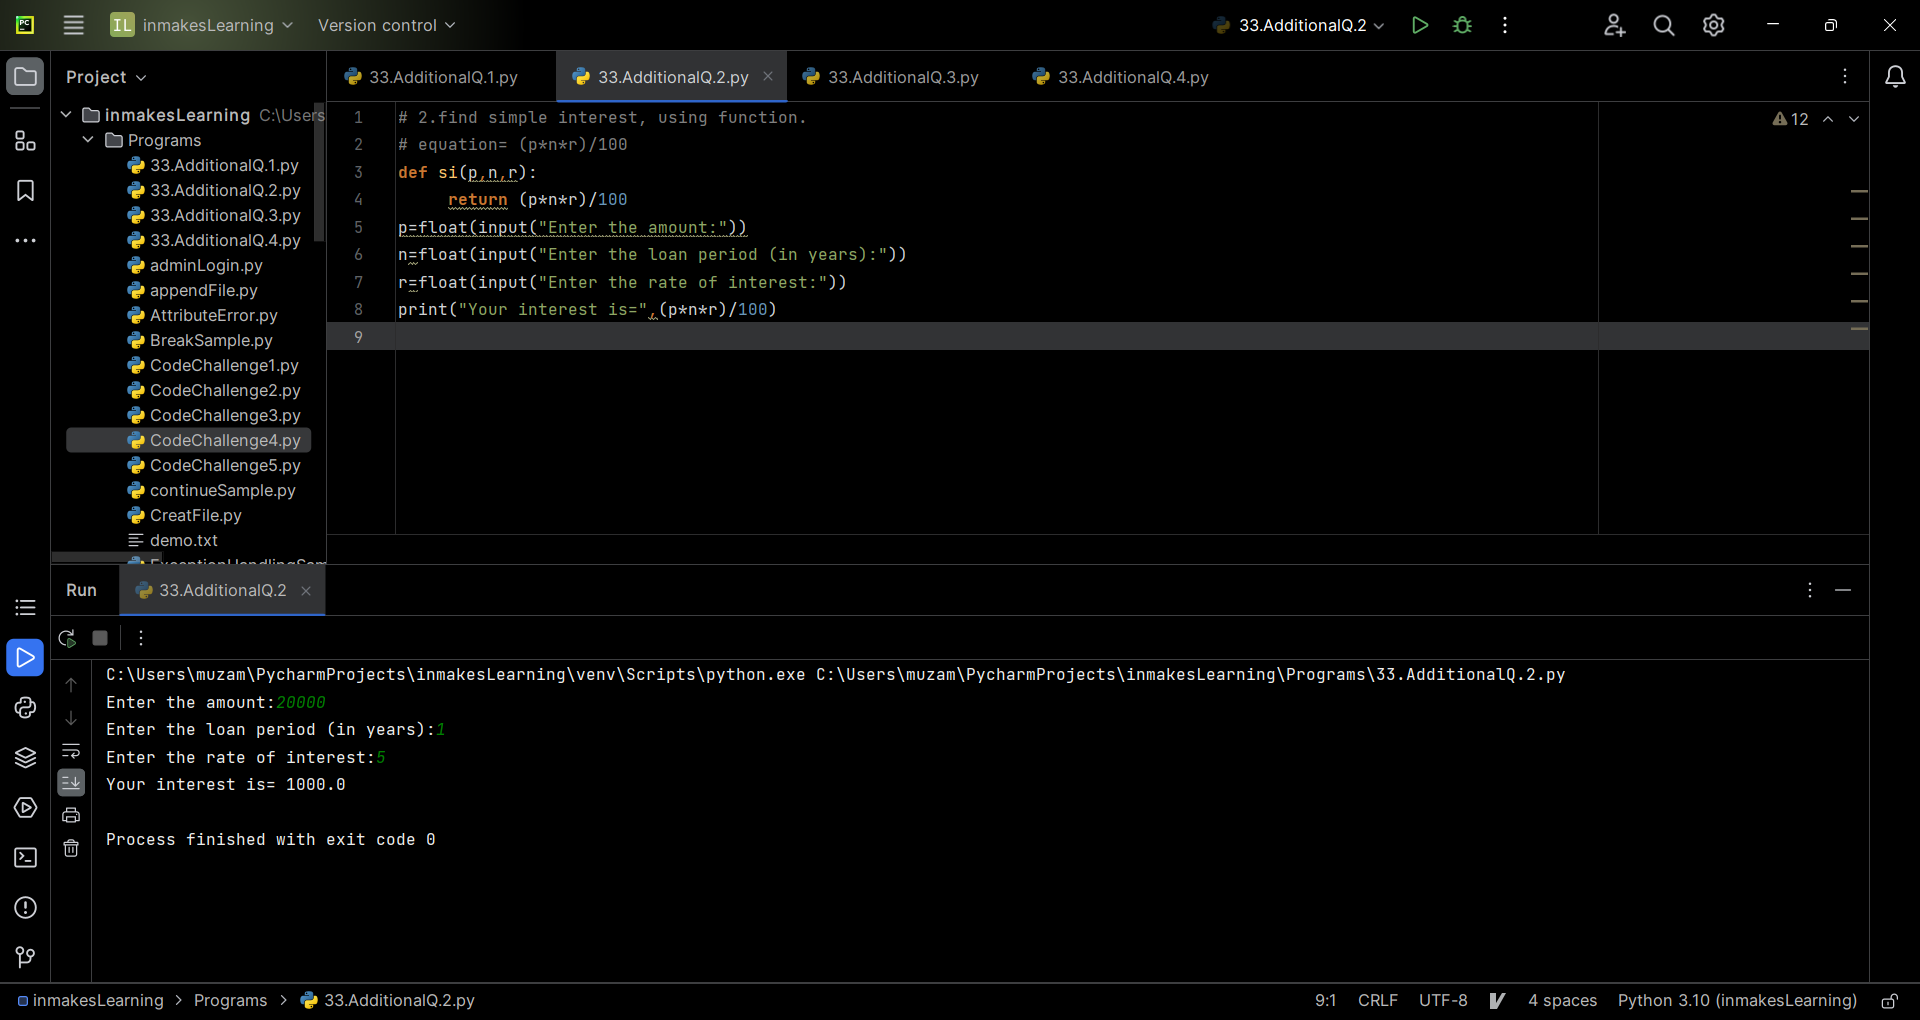 PC
IL inmakesLearning Version control 33.AdditionalQ.2
Project
33.AdditionalQ.1.py 33.AdditionalQ.2.py 33.AdditionalQ.3.py 33.AdditionalQ.4.py
inmakesLearning C:\Users
Programs
33.AdditionalQ.1.py
33.AdditionalQ.2.py
33.AdditionalQ.3.py
33.AdditionalQ.4.py
adminLogin.py
appendFile.py
AttributeError.py
BreakSample.py
CodeChallenge1.py
CodeChallenge2.py
CodeChallenge3.py
CodeChallenge4.py
CodeChallenge5.py
continueSample.py
CreatFile.py
demo.txt
1 # 2.find simple interest, using function.
2 # equation= (p*n*r)/100
3 def si(p,n,r):
4 return (p*n*r)/100
5 p=float(input("Enter the amount:"))
6 n=float(input("Enter the loan period (in years):"))
7 r=float(input("Enter the rate of interest:"))
8 print("Your interest is=",(p*n*r)/100)
9
12
Run 33.AdditionalQ.2
C:\Users\muzam\PycharmProjects\inmakesLearning\venv\Scripts\python.exe C:\Users\muzam\PycharmProjects\inmakesLearning\Programs\33.AdditionalQ.2.py
Enter the amount:20000
Enter the loan period (in years):1
Enter the rate of interest:5
Your interest is= 1000.0
Process finished with exit code 0
inmakesLearning > Programs > 33.AdditionalQ.2.py 9:1 CRLF UTF-8 4 spaces Python 3.10 (inmakesLearning)